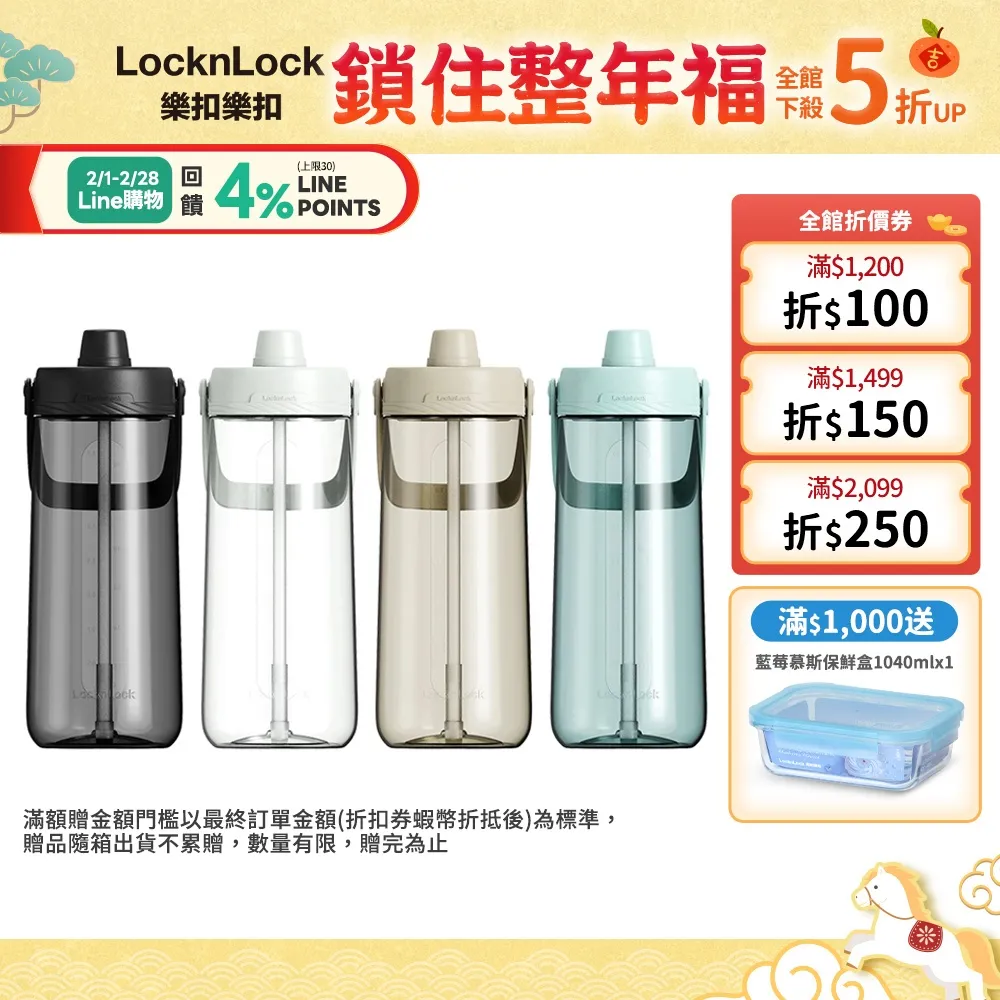 LocknLock
樂扣樂扣
鎖住整年福
全館
下殺
5折UP
吉
2/1-2/28
Line購物
回饋
4%
(上限30)
LINE
POINTS
全館折價券
滿$1,200
折$100
滿$1,499
折$150
滿$2,099
折$250
滿$1,000送
藍莓慕斯保鮮盒1040mlx1
LocknLock
LocknLock
LocknLock
LocknLock
LocknLock
LocknLock
滿額贈金額門檻以最終訂單金額(折扣券蝦幣折抵後)為標準，
贈品隨箱出貨不累贈，數量有限，贈完為止